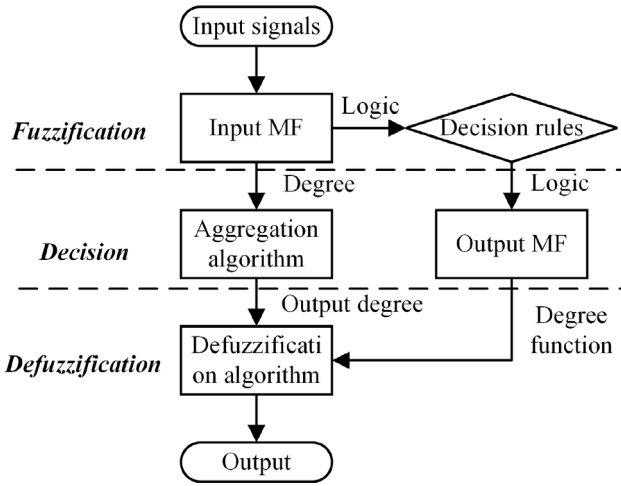 Input signals
Logic
Fuzzification
Input MF
Decision rules
Degree
Logic
Decision
Aggregation
algorithm
Output MF
Output degree
Degree
function
Defuzzification
Defuzzificati
on algorithm
Output